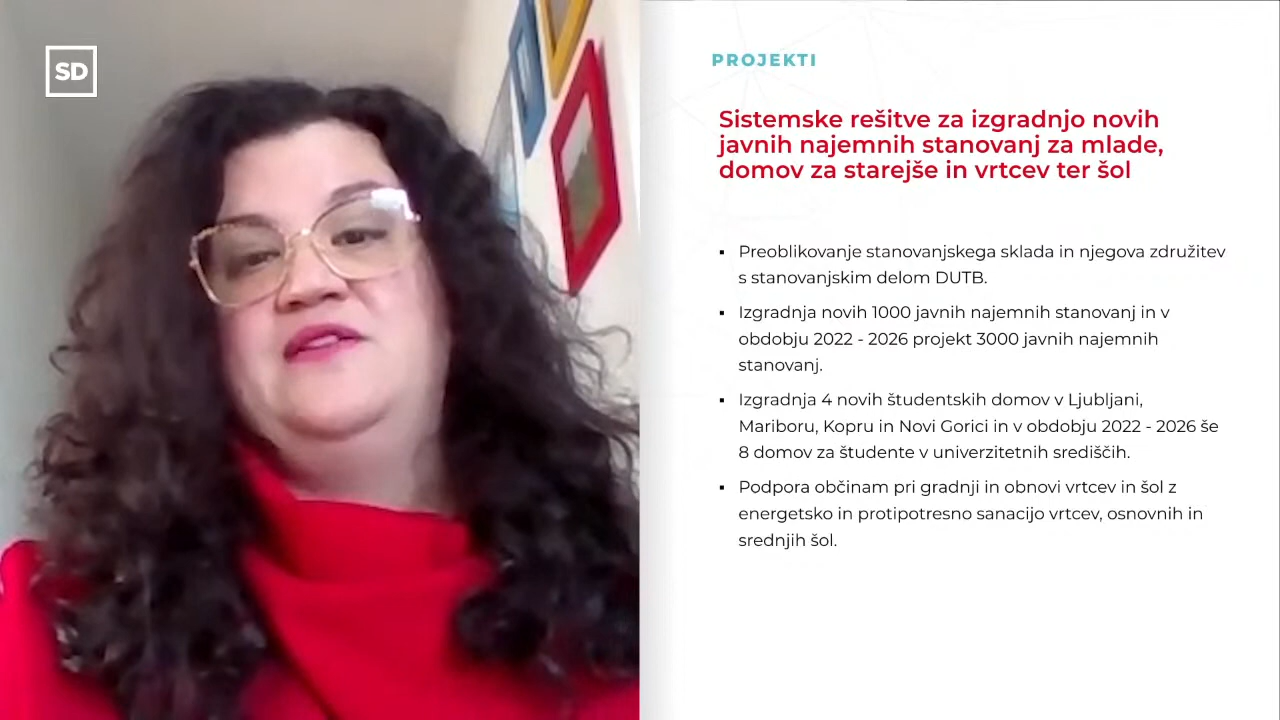 SD
PROJEKTI
Sistemske rešitve za izgradnjo novih
javnih najemnih stanovanj za mlade,
domov za starejše in vrtcev ter šol
▪ Preoblikovanje stanovanjskega sklada in njegova združitev
s stanovanjskim delom DUTB.
▪ Izgradnja novih 1000 javnih najemnih stanovanj in v
obdobju 2022 - 2026 projekt 3000 javnih najemnih
stanovanj.
▪ Izgradnja 4 novih študentskih domov v Ljubljani,
Mariboru, Kopru in Novi Gorici in v obdobju 2022 - 2026 še
8 domov za študente v univerzitetnih središčih.
▪ Podpora občinam pri gradnji in obnovi vrtcev in šol z
energetsko in protipotresno sanacijo vrtcev, osnovnih in
srednjih šol.